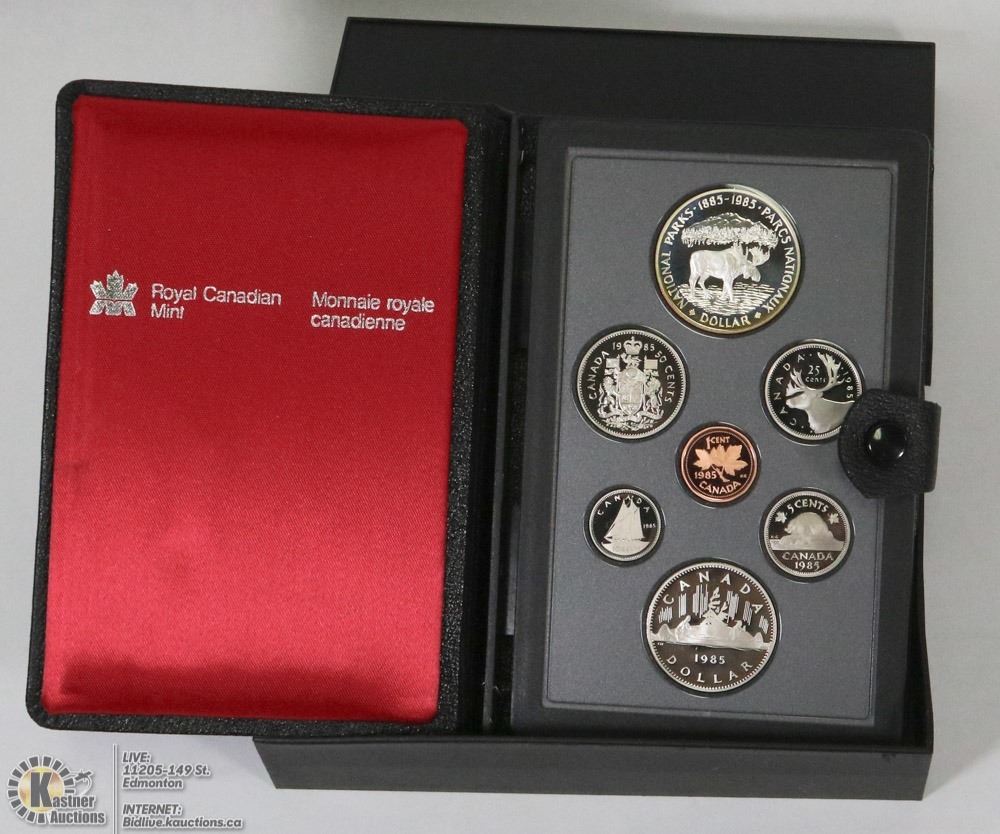 Royal Canadian
Mint
Monnaie royale
canadienne
NATIONAL PARKS · 1885-1985 · PARCS NATIONAUX
DOLLAR
CANADA 1985 50 CENTS
CANADA · 1985
25
CENTS
1 CENT
1985
CANADA
CANADA
1985
5 CENTS
CANADA
1985
CANADA
1985
DOLLAR
Kastner
Auctions
LIVE:
11205-149 St.
Edmonton
INTERNET:
Bidlive.kauctions.ca